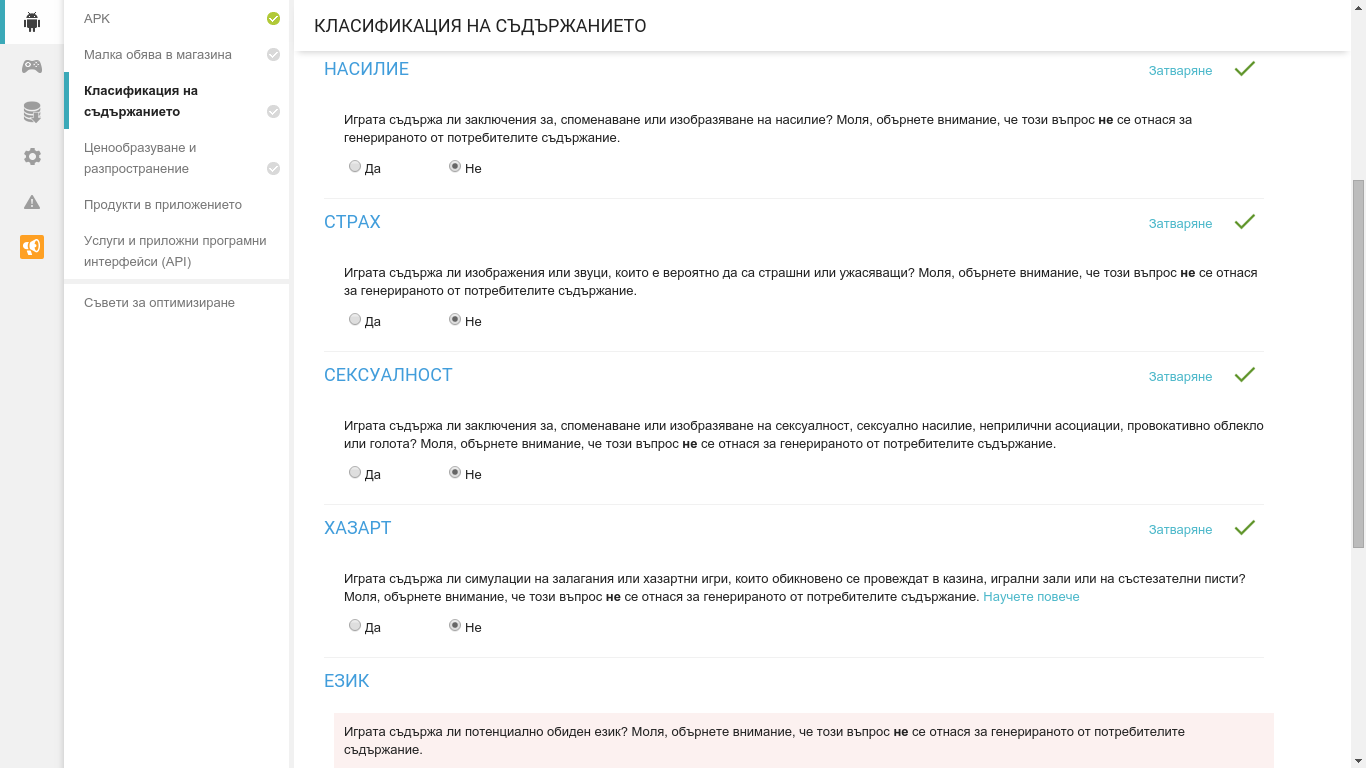 APK
Малка обява в магазина
Класификация на
съдържанието
Ценообразуване и
разпространение
Продукти в приложението
Услуги и приложни програмни
интерфейси (API)
Съвети за оптимизиране
КЛАСИФИКАЦИЯ НА СЪДЪРЖАНИЕТО
НАСИЛИЕ
Затваряне
Играта съдържа ли заключения за, споменаване или изобразяване на насилие? Моля, обърнете внимание, че този въпрос не се отнася за
генерираното от потребителите съдържание.
Да Не
СТРАХ
Затваряне
Играта съдържа ли изображения или звуци, които е вероятно да са страшни или ужасяващи? Моля, обърнете внимание, че този въпрос не се отнася
за генерираното от потребителите съдържание.
Да Не
СЕКСУАЛНОСТ
Затваряне
Играта съдържа ли заключения за, споменаване или изобразяване на сексуалност, сексуално насилие, неприлични асоциации, провокативно облекло
или голота? Моля, обърнете внимание, че този въпрос не се отнася за генерираното от потребителите съдържание.
Да Не
ХАЗАРТ
Затваряне
Играта съдържа ли симулации на залагания или хазартни игри, които обикновено се провеждат в казина, игрални зали или на състезателни писти?
Моля, обърнете внимание, че този въпрос не се отнася за генерираното от потребителите съдържание. Научете повече
Да Не
ЕЗИК
Играта съдържа ли потенциално обиден език? Моля, обърнете внимание, че този въпрос не се отнася за генерираното от потребителите
съдържание.